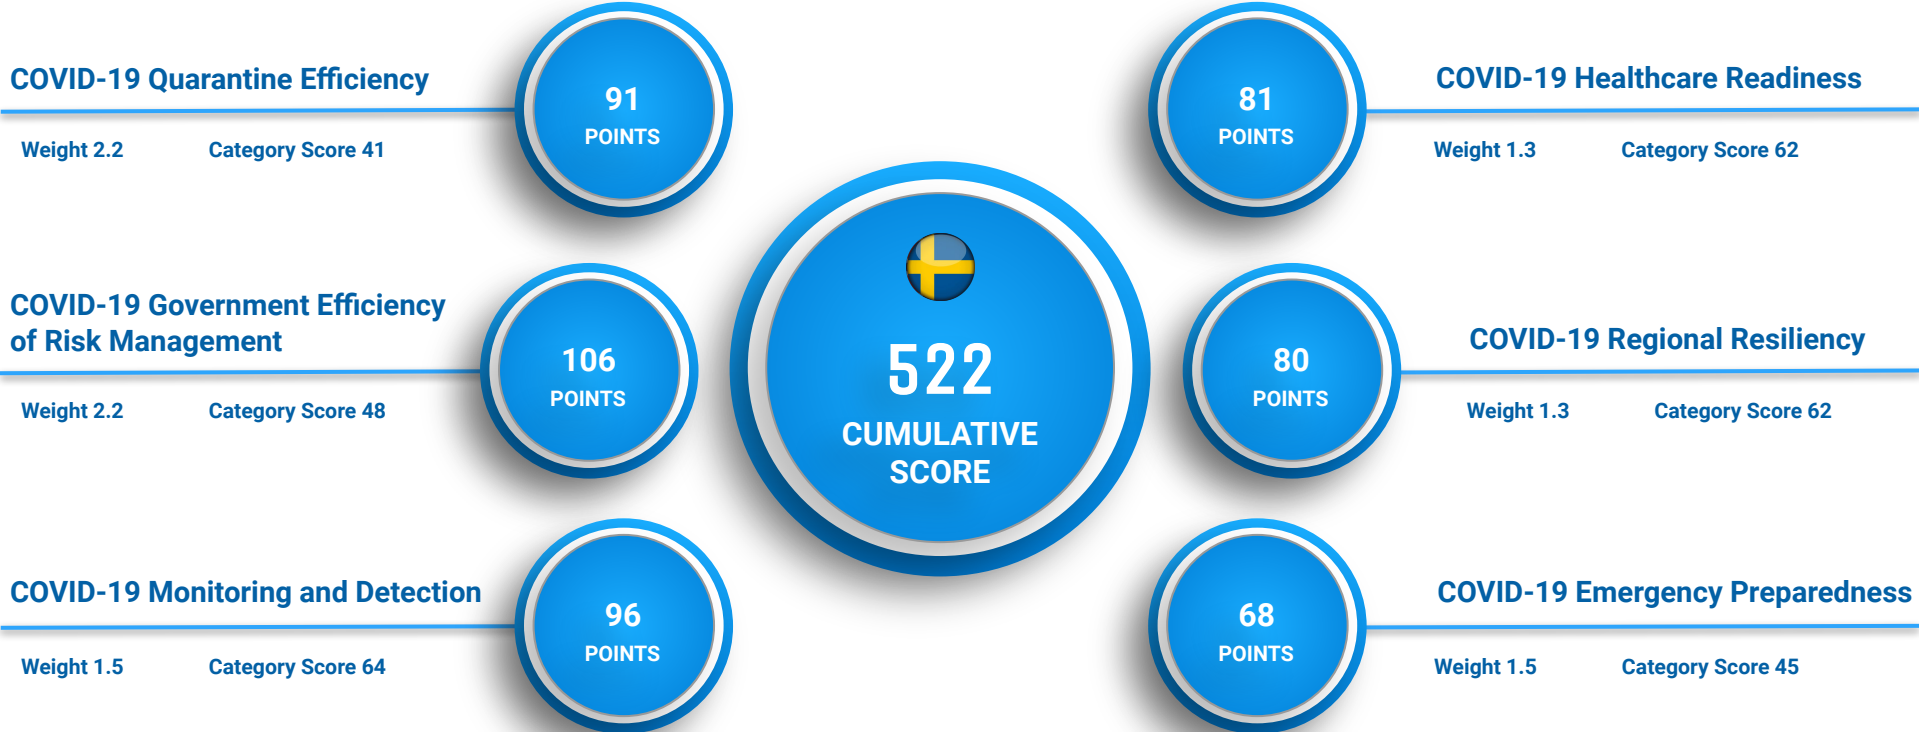 COVID-19 Quarantine Efficiency
Weight 2.2 Category Score 41
91
POINTS
COVID-19 Government Efficiency
of Risk Management
Weight 2.2 Category Score 48
106
POINTS
COVID-19 Monitoring and Detection
Weight 1.5 Category Score 64
96
POINTS
522
CUMULATIVE
SCORE
81
POINTS
COVID-19 Healthcare Readiness
Weight 1.3 Category Score 62
80
POINTS
COVID-19 Regional Resiliency
Weight 1.3 Category Score 62
68
POINTS
COVID-19 Emergency Preparedness
Weight 1.5 Category Score 45